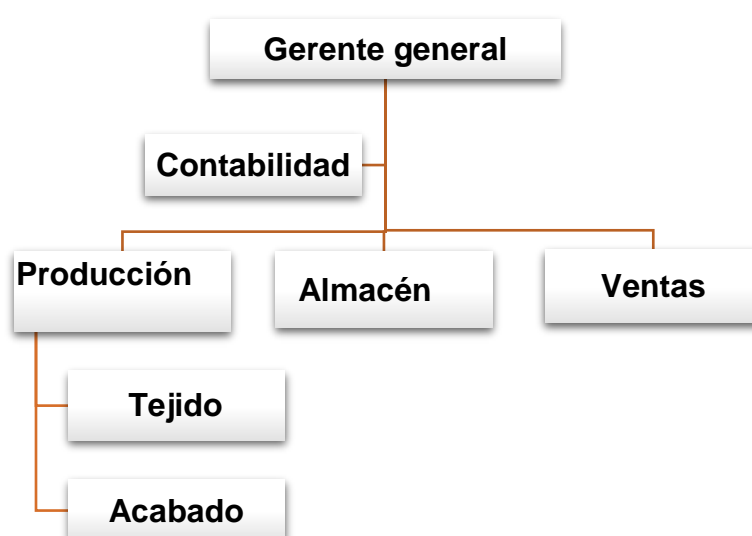 Gerente general
Contabilidad
Producción
Almacén
Ventas
Tejido
Acabado